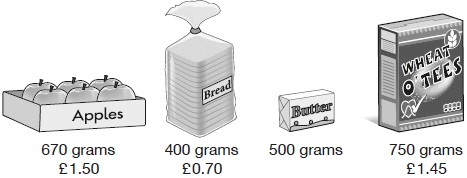 Apples
Bread
Butter
WHEAT
O'TEES
670 grams
£1.50
400 grams
£0.70
500 grams
750 grams
£1.45